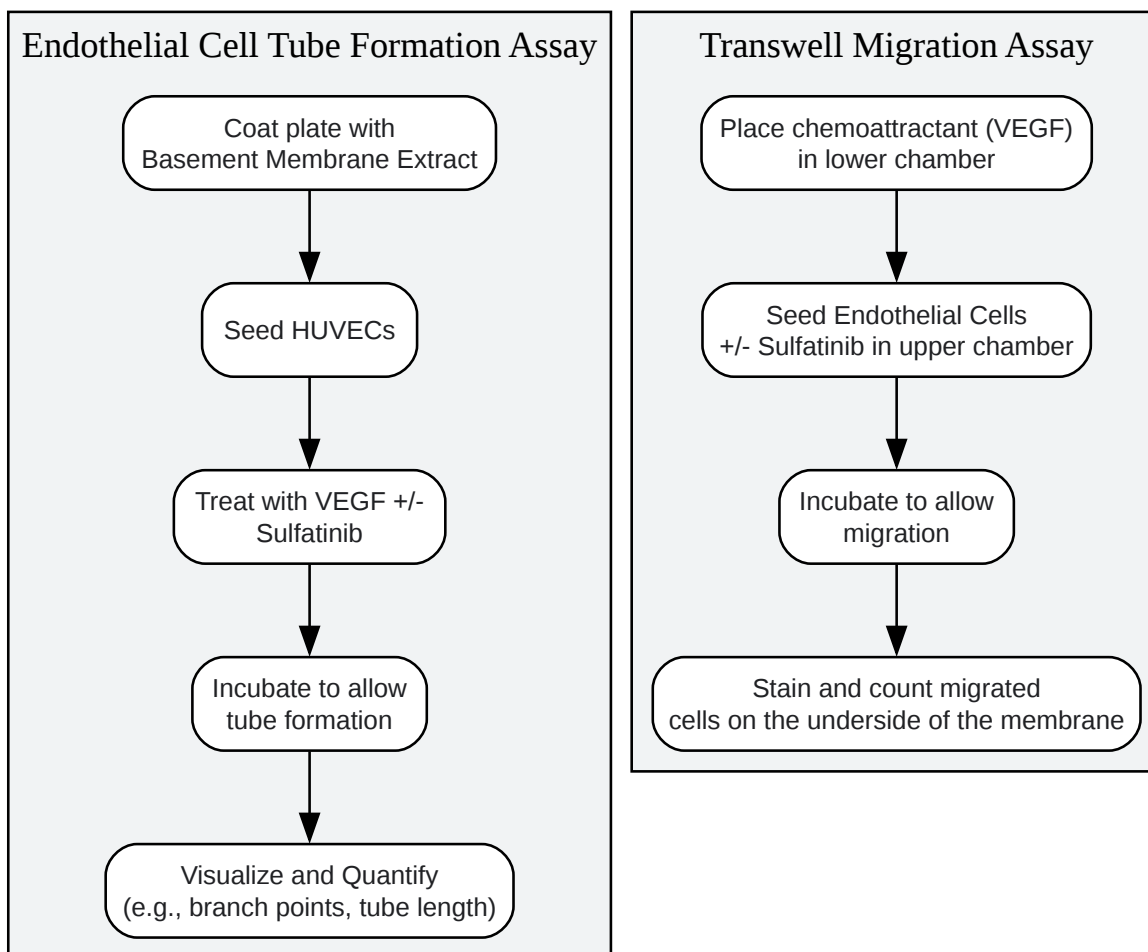 Endothelial Cell Tube Formation Assay
Coat plate with
Basement Membrane Extract
Seed HUVECs
Treat with VEGF +/-
Sulfatinib
Incubate to allow
tube formation
Visualize and Quantify
(e.g., branch points, tube length)
Transwell Migration Assay
Place chemoattractant (VEGF)
in lower chamber
Seed Endothelial Cells
+/- Sulfatinib in upper chamber
Incubate to allow
migration
Stain and count migrated
cells on the underside of the membrane